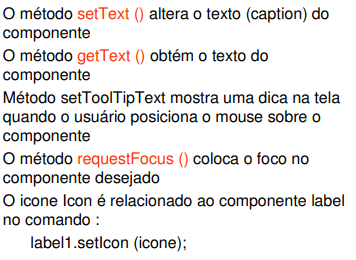 O método setText () altera o texto (caption) do
componente
O método getText () obtém o texto do
componente
Método setToolTipText mostra uma dica na tela
quando o usuário posiciona o mouse sobre o
componente
O método requestFocus () coloca o foco no
componente desejado
O icone Icon é relacionado ao componente label
no comando :
label1.setIcon (icone);